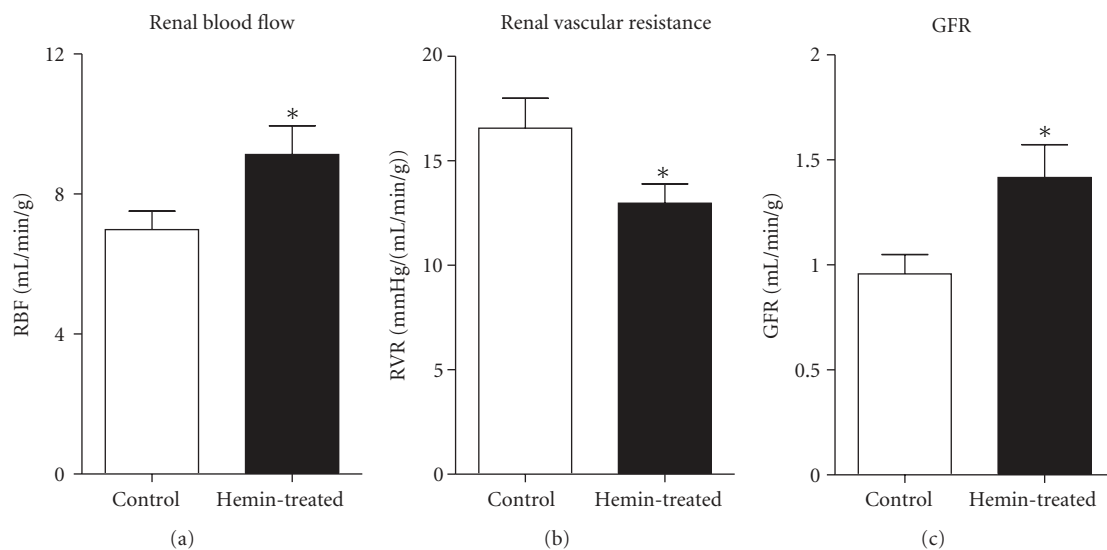 Renal blood flow
12
8
4
0
RBF (mL/min/g)
*
Control Hemin-treated
(a)
Renal vascular resistance
20
15
10
5
0
RVR (mmHg/(mL/min/g))
*
Control Hemin-treated
(b)
GFR
2
1.5
1
0.5
0
GFR (mL/min/g)
*
Control Hemin-treated
(c)